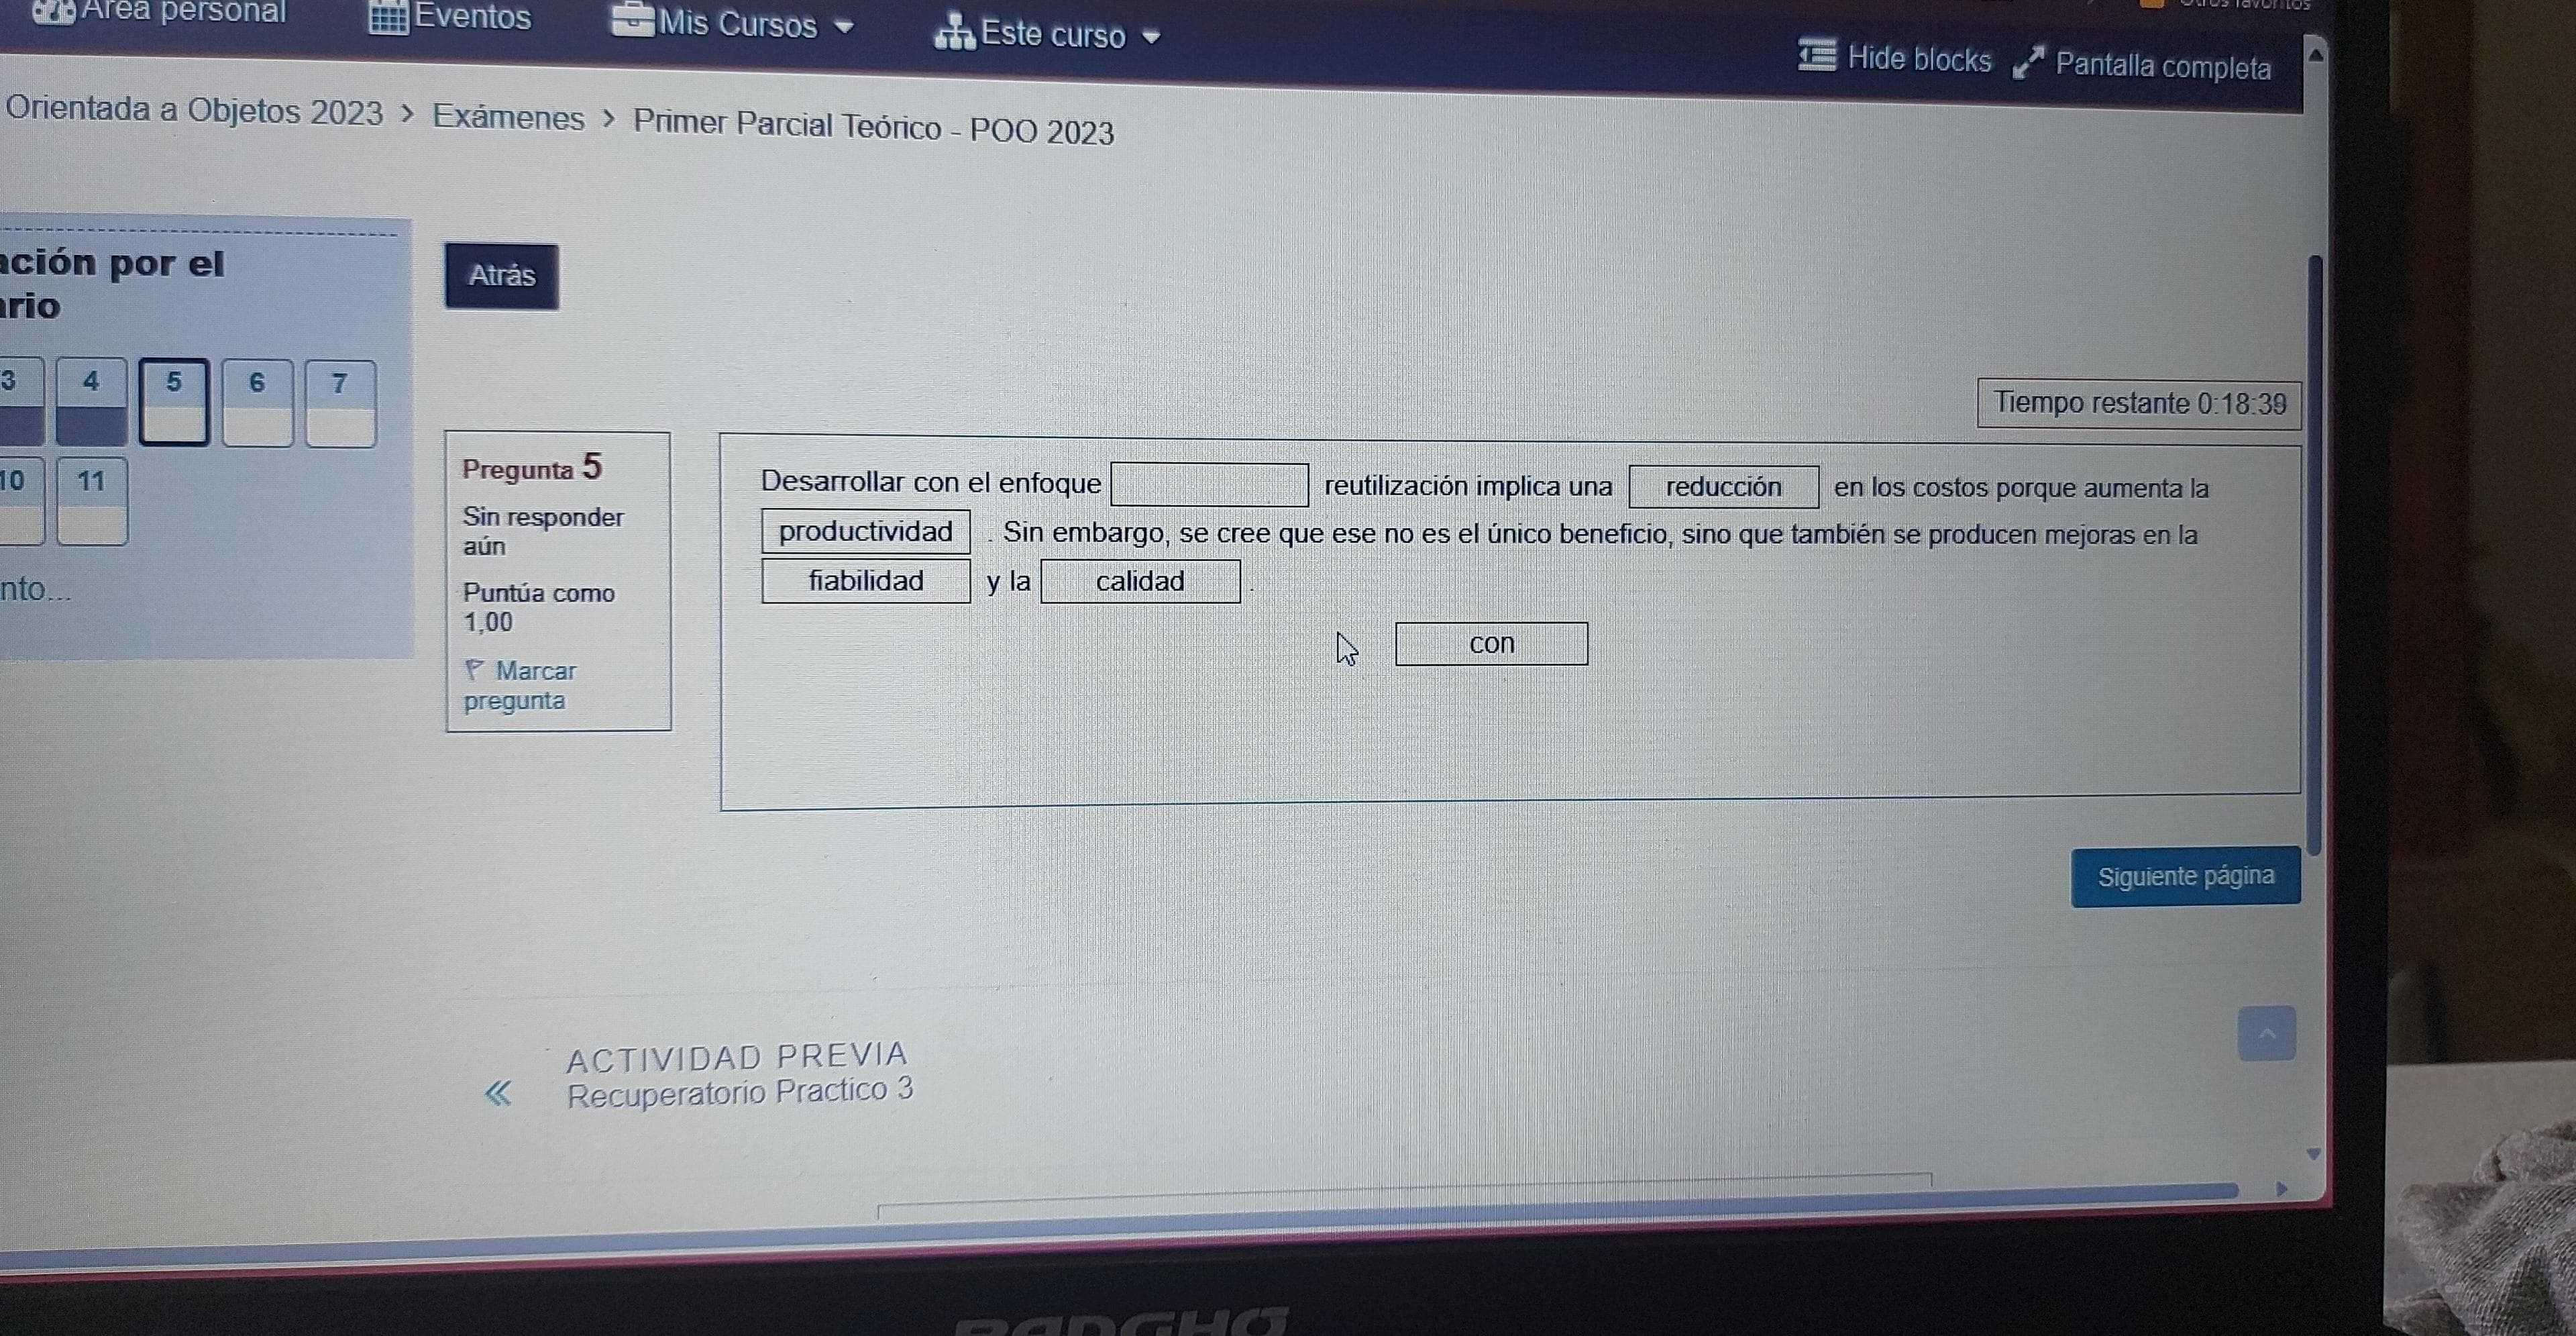 Área personal
Eventos
Mis Cursos
Este curso
Hide blocks
Pantalla completa
Orientada a Objetos 2023 > Exámenes > Primer Parcial Teórico - POO 2023
ación por el
ario
3 4 5 6 7
10 11
nto...
Atrás
Tiempo restante 0:18:39
Pregunta 5
Sin responder
aún
Puntúa como
1,00
Marcar
pregunta
Desarrollar con el enfoque reutilización implica una reducción en los costos porque aumenta la
productividad . Sin embargo, se cree que ese no es el único beneficio, sino que también se producen mejoras en la
fiabilidad y la calidad .
con
Siguiente página
ACTIVIDAD PREVIA
« Recuperatorio Practico 3
BANGHO